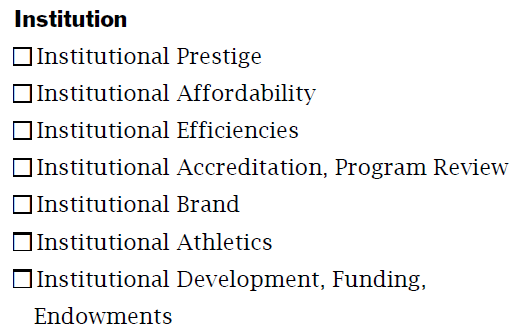 Institution
☐ Institutional Prestige
☐ Institutional Affordability
☐ Institutional Efficiencies
☐ Institutional Accreditation, Program Review
☐ Institutional Brand
☐ Institutional Athletics
☐ Institutional Development, Funding,
Endowments